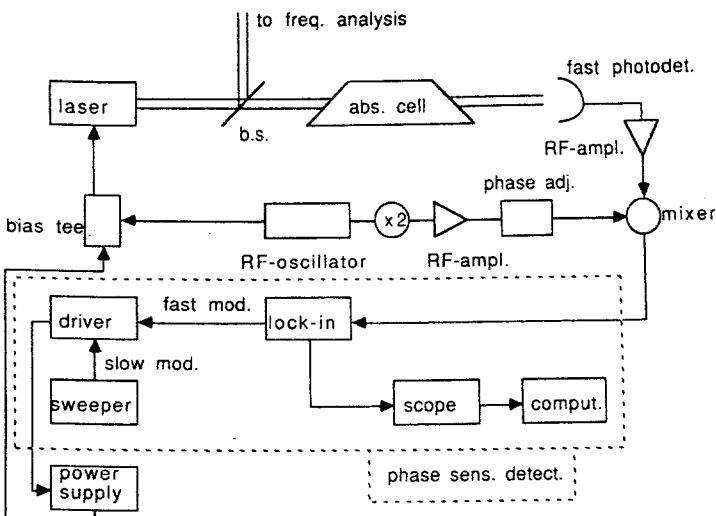 to freq. analysis
fast photodet.
laser
abs. cell
b.s.
RF-ampl.
phase adj.
bias tee
x2
mixer
RF-oscillator
RF-ampl.
fast mod.
driver
lock-in
slow mod.
sweeper
scope
comput.
power
supply
phase sens. detect.